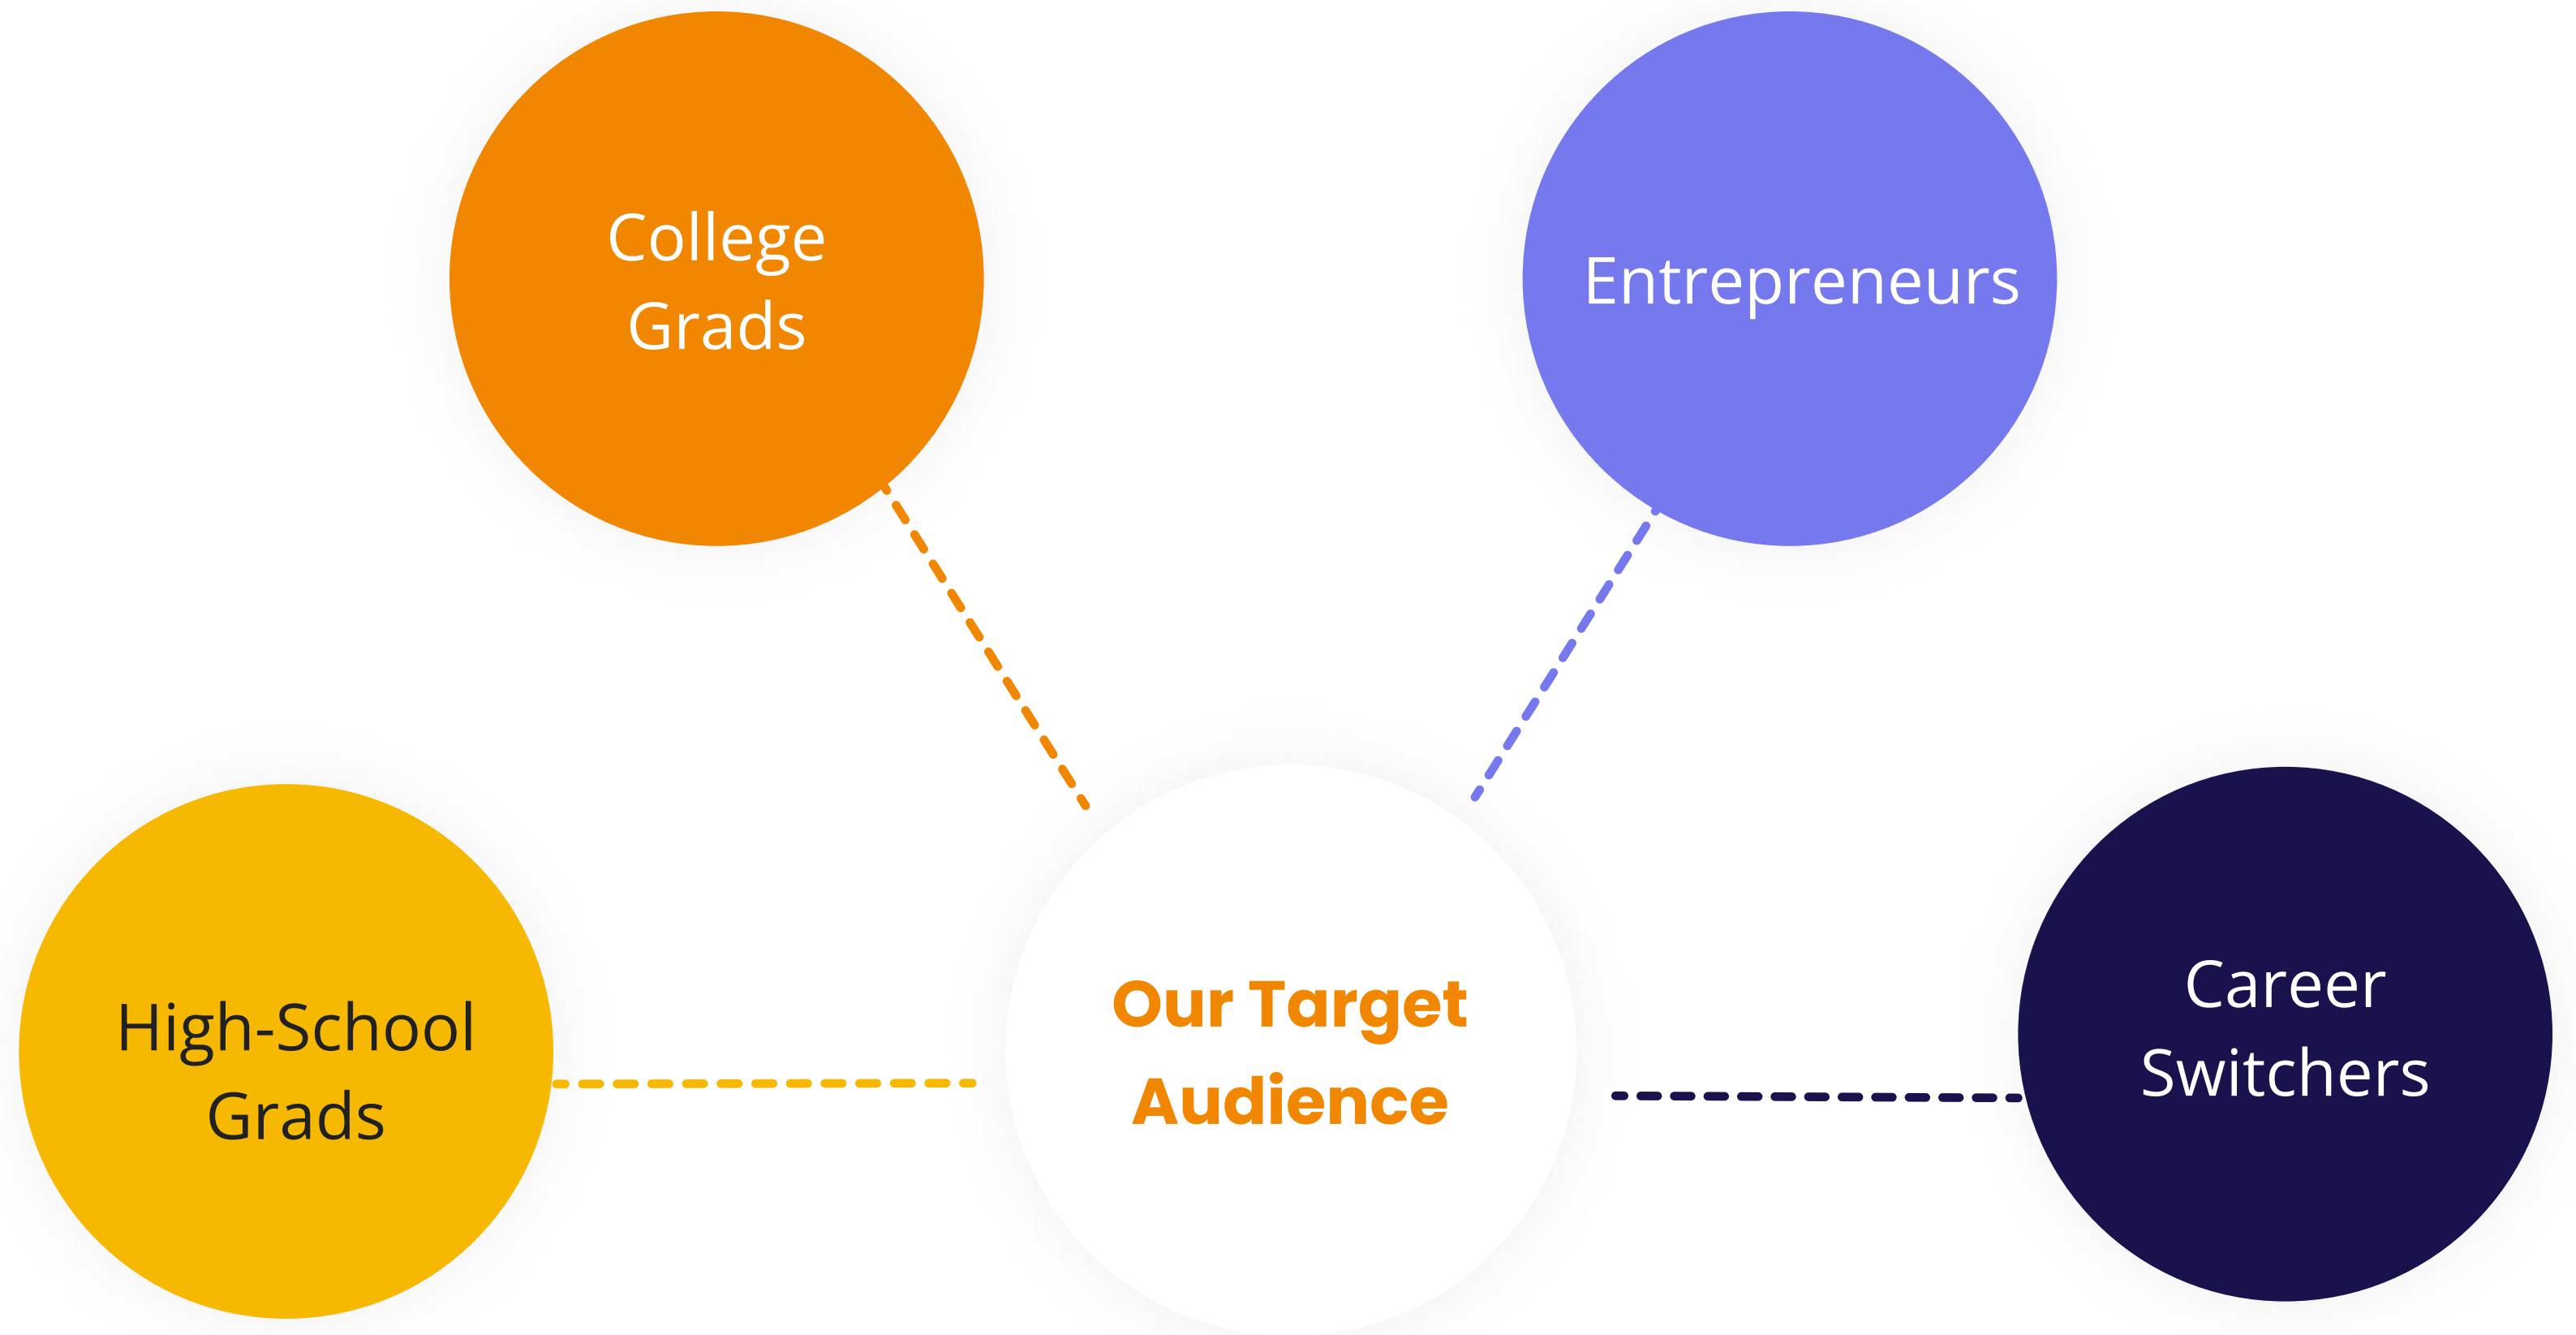 College
Grads
Entrepreneurs
High-School
Grads
Our Target
Audience
Career
Switchers